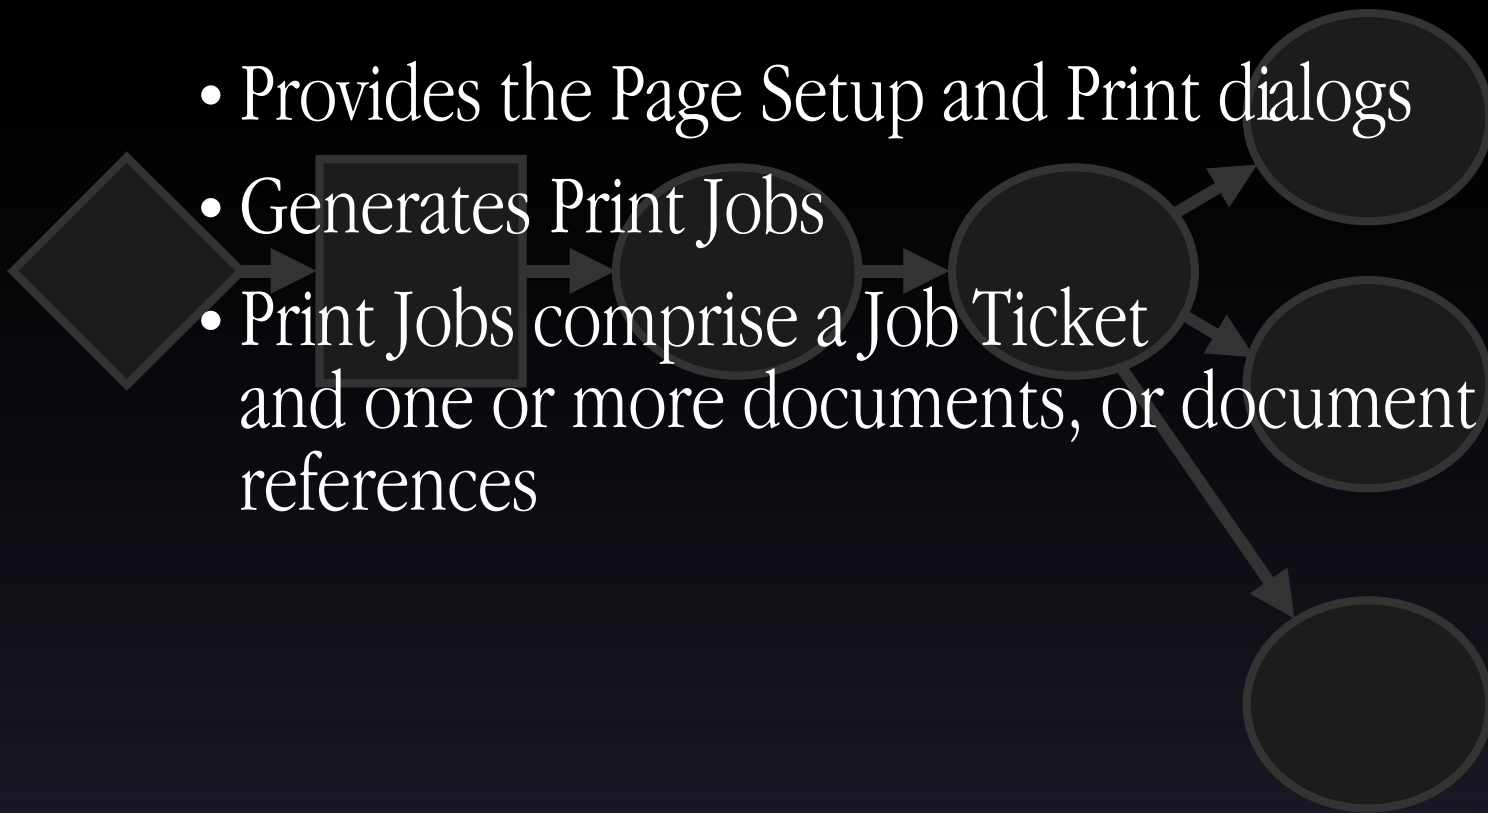 • Provides the Page Setup and Print dialogs
• Generates Print Jobs
• Print Jobs comprise a Job Ticket
and one or more documents, or document
references